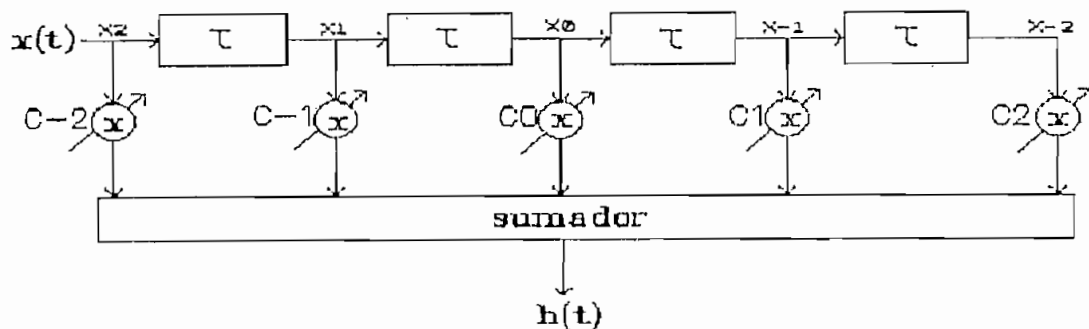 x(t) x2 τ x1 τ x0 τ x-1 τ x-2
C-2 x C-1 x C0 x C1 x C2 x
sumador
h(t)